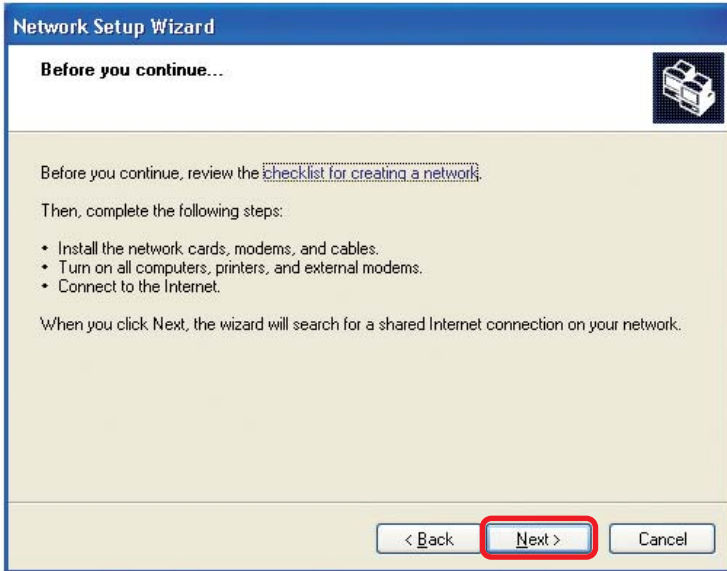 Network Setup Wizard
Before you continue...
Before you continue, review the checklist for creating a network.
Then, complete the following steps:
• Install the network cards, modems, and cables.
• Turn on all computers, printers, and external modems.
• Connect to the Internet.
When you click Next, the wizard will search for a shared Internet connection on your network.
< Back Next > Cancel